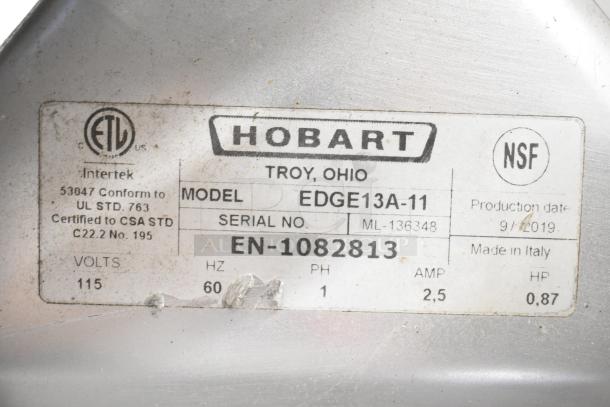 C ETL US
HOBART
NSF
Intertek
TROY, OHIO
53047 Conform to
UL STD. 763
Certified to CSA STD
C22.2 No. 195
MODEL EDGE13A-11
SERIAL NO. ML-136348
EN-1082813
Production date
9/ /2019
Made in Italy
VOLTS HZ PH AMP HP
115 60 1 2,5 0,87